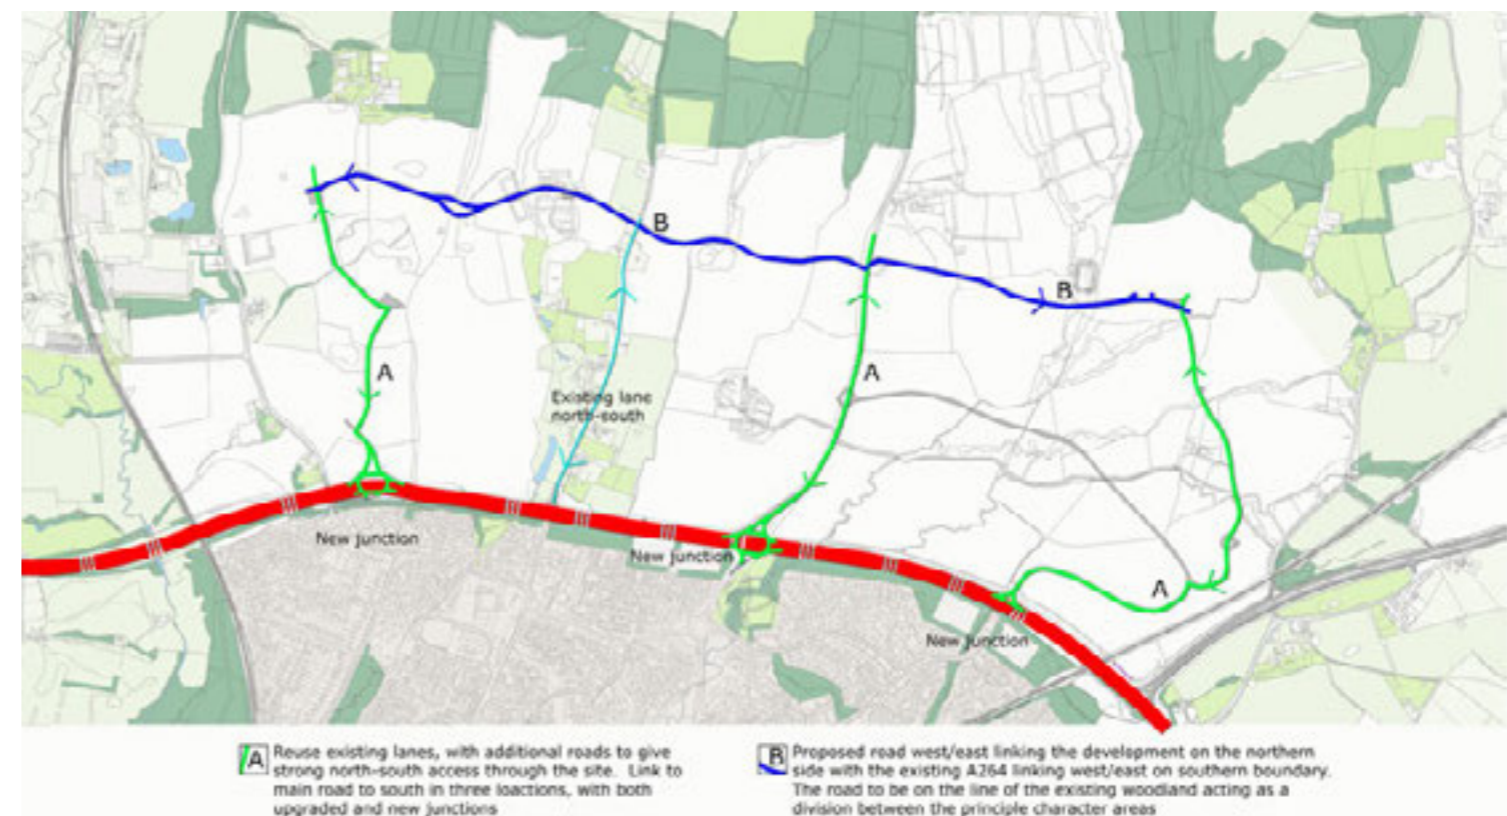 B
B
A
A
Existing lane
north-south
New junction
New junction
A
New junction
A Reuse existing lanes, with additional roads to give
strong north-south access through the site. Link to
main road to south in three loactions, with both
upgraded and new junctions
B Proposed road west/east linking the development on the northern
side with the existing A264 linking west/east on southern boundary.
The road to be on the line of the existing woodland acting as a
division between the principle character areas